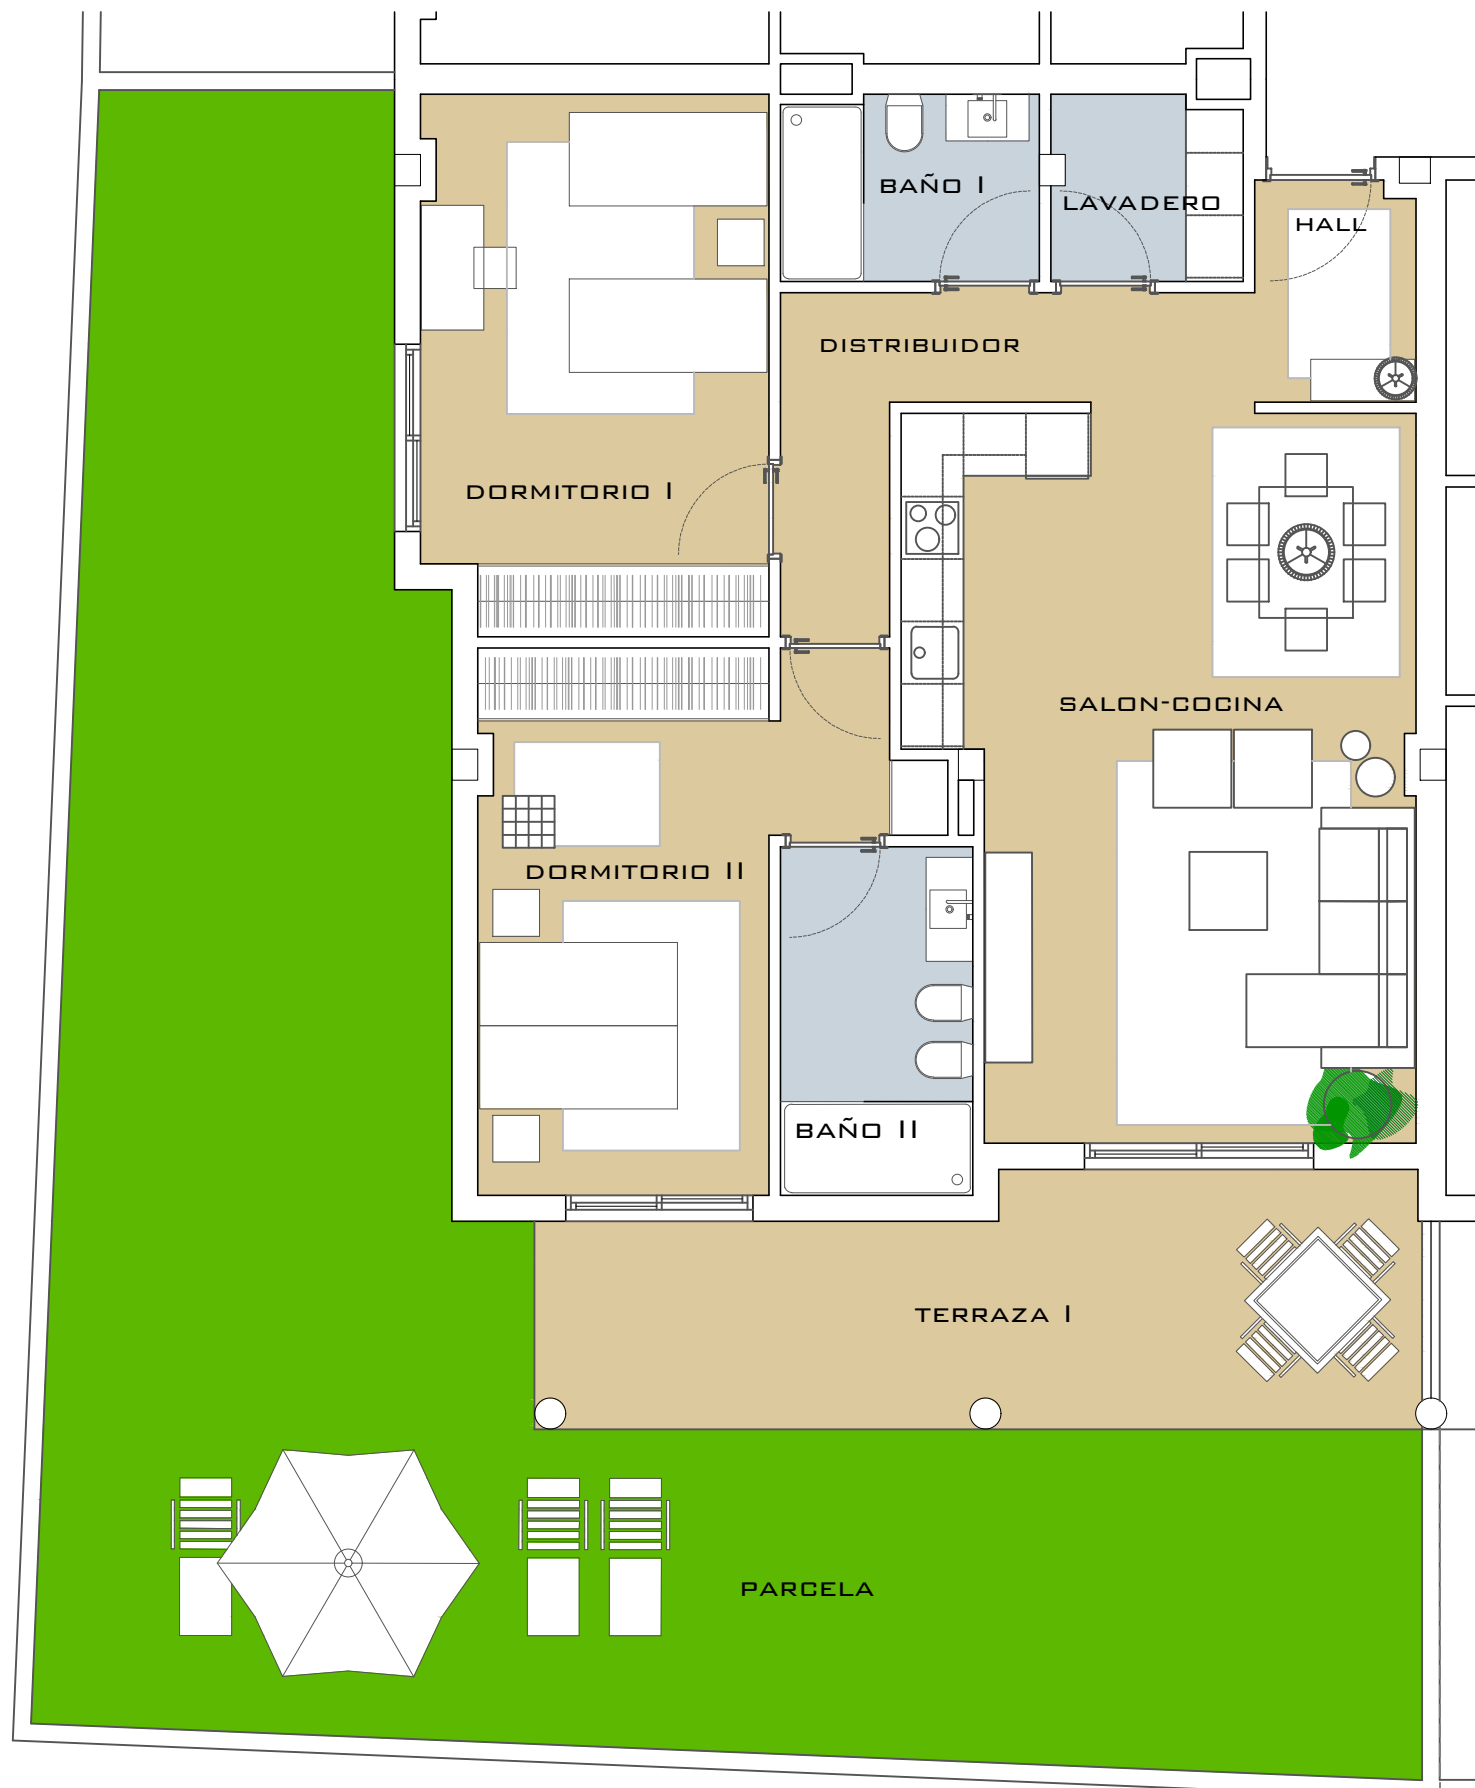 BAÑO I
LAVADERO
HALL
DISTRIBUIDOR
DORMITORIO I
SALON-COCINA
DORMITORIO II
BAÑO II
TERRAZA I
PARCELA